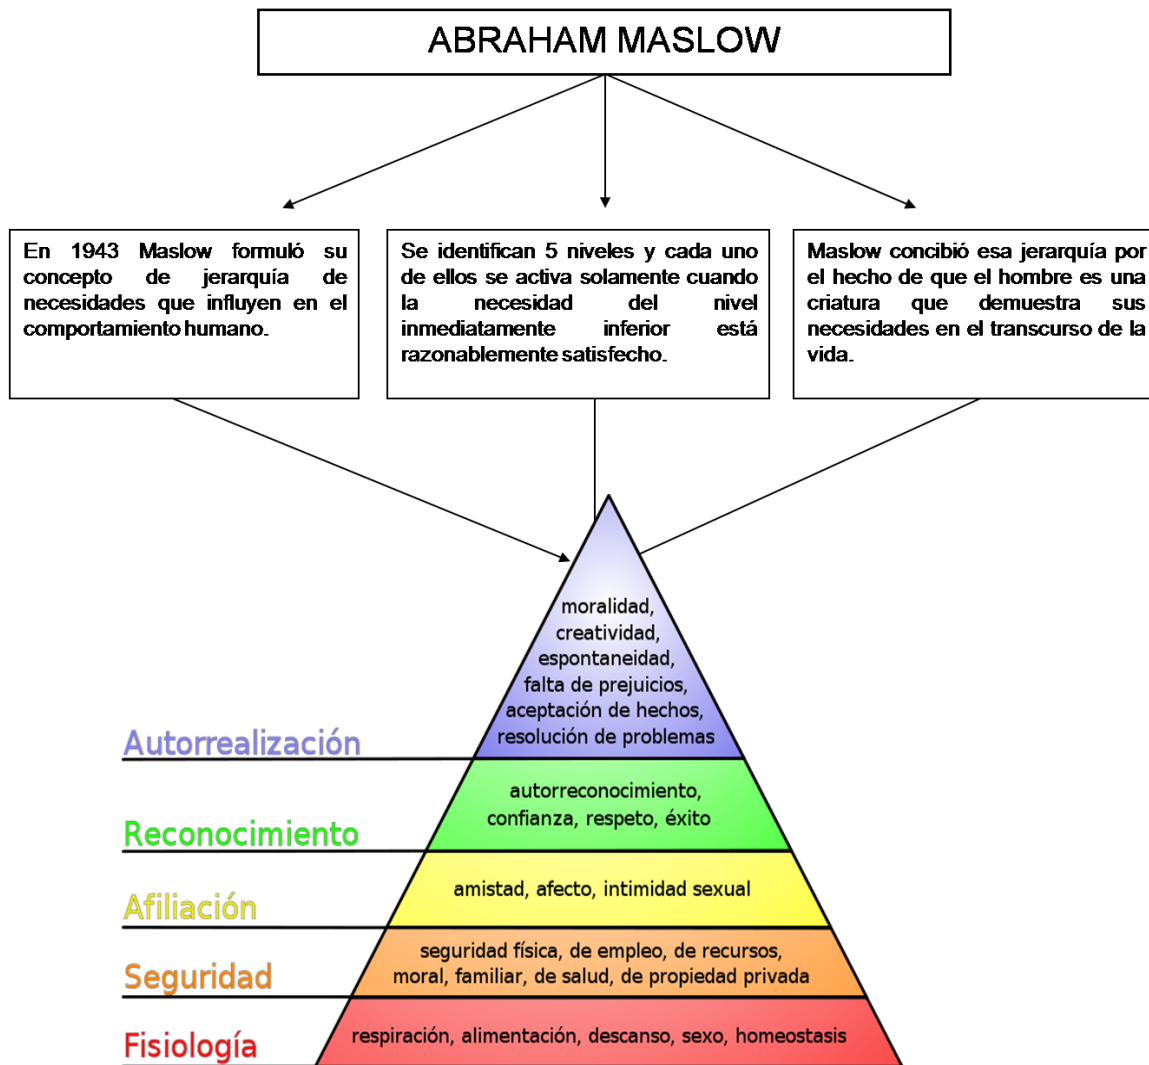 ABRAHAM MASLOW
En 1943 Maslow formuló su
concepto de jerarquía de
necesidades que influyen en el
comportamiento humano.
Se identifican 5 niveles y cada uno
de ellos se activa solamente cuando
la necesidad del nivel
inmediatamente inferior está
razonablemente satisfecho.
Maslow concibió esa jerarquía por
el hecho de que el hombre es una
criatura que demuestra sus
necesidades en el transcurso de la
vida.
moralidad,
creatividad,
espontaneidad,
falta de prejuicios,
aceptación de hechos,
resolución de problemas
Autorrealización
autorreconocimiento,
confianza, respeto, éxito
Reconocimiento
amistad, afecto, intimidad sexual
Afiliación
seguridad física, de empleo, de recursos,
moral, familiar, de salud, de propiedad privada
Seguridad
respiración, alimentación, descanso, sexo, homeostasis
Fisiología